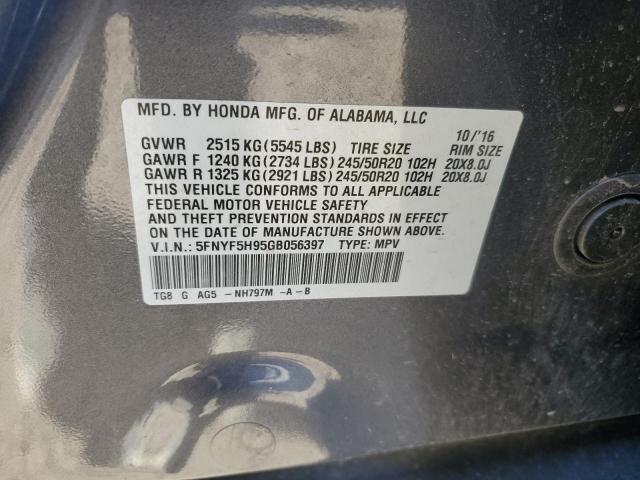 MFD. BY HONDA MFG. OF ALABAMA, LLC
10/'16
GVWR 2515 KG (5545 LBS) TIRE SIZE RIM SIZE
GAWR F 1240 KG (2734 LBS) 245/50R20 102H 20X8.0J
GAWR R 1325 KG (2921 LBS) 245/50R20 102H 20X8.0J
THIS VEHICLE CONFORMS TO ALL APPLICABLE
FEDERAL MOTOR VEHICLE SAFETY
AND THEFT PREVENTION STANDARDS IN EFFECT
ON THE DATE OF MANUFACTURE SHOWN ABOVE.
V.I.N.: 5FNYF5H95GB056397 TYPE: MPV
TG8 G AG5 -NH797M -A-B